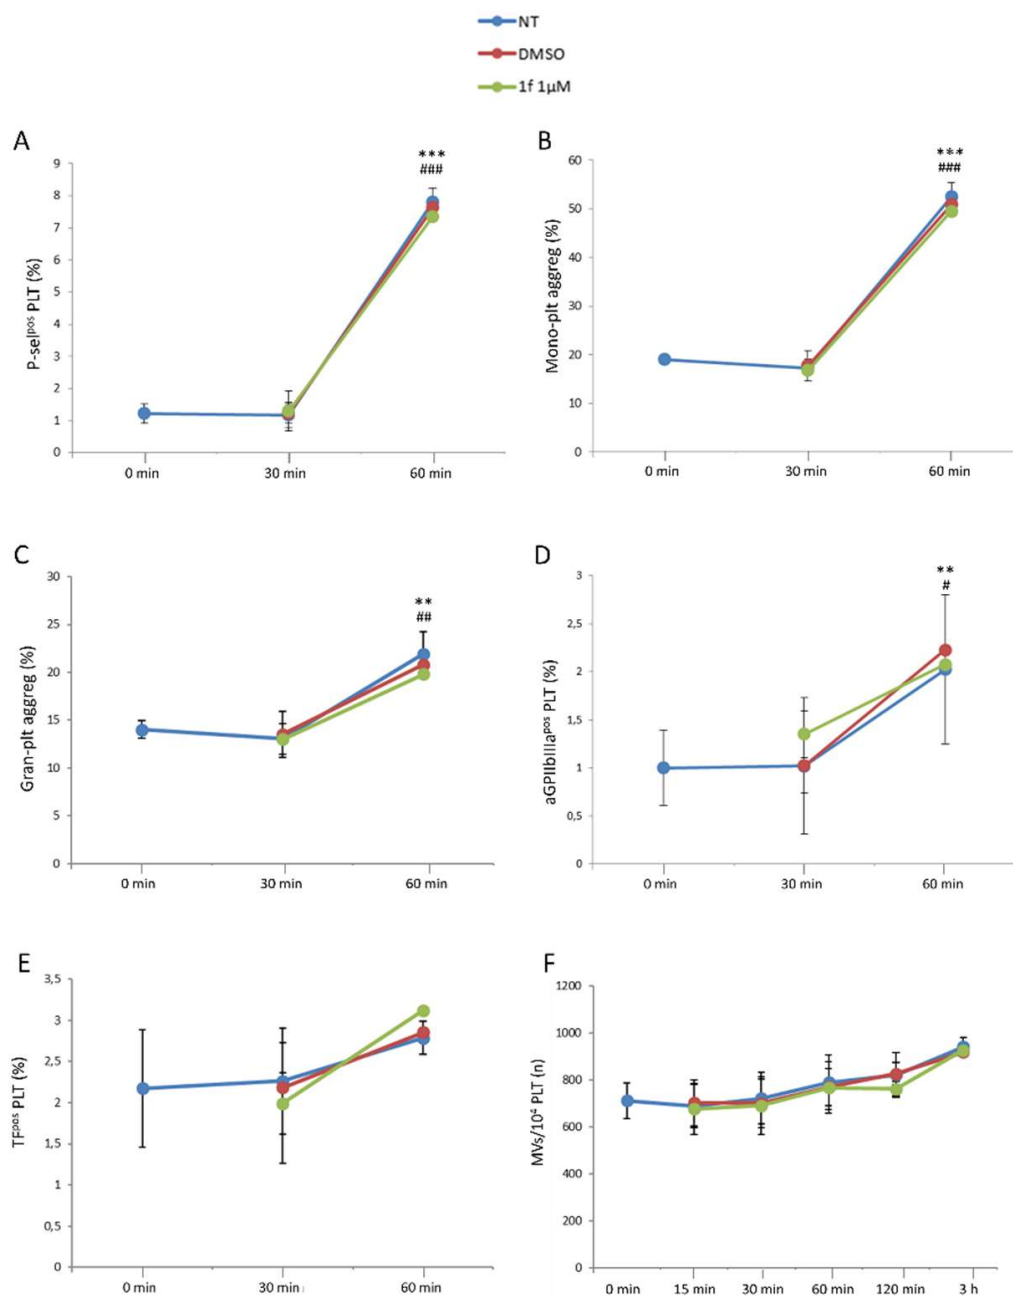 NT
DMSO
1f 1µM
A
***
###
P-selᵖᵒˢ PLT (%)
9
8
7
6
5
4
3
2
1
0
0 min
30 min
60 min
B
***
###
Mono-plt aggreg (%)
60
50
40
30
20
10
0
0 min
30 min
60 min
C
**
##
Gran-plt aggreg (%)
30
25
20
15
10
5
0
0 min
30 min
60 min
D
**
#
aGPIIbIIIaᵖᵒˢ PLT (%)
3
2,5
2
1,5
1
0,5
0
0 min
30 min
60 min
E
TFᵖᵒˢ PLT (%)
3,5
3
2,5
2
1,5
1
0,5
0
0 min
30 min
60 min
F
MVs/10⁴ PLT (n)
1200
1000
800
600
400
200
0
0 min
15 min
30 min
60 min
120 min
3 h